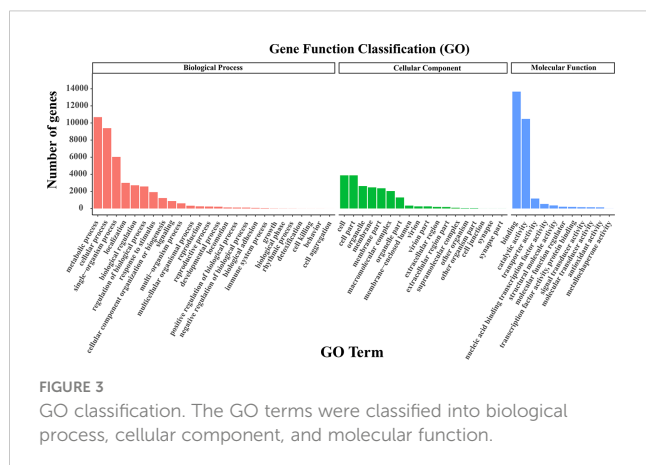 Gene Function Classification (GO)
Biological Process
Cellular Component
Molecular Function
Number of genes
14000
12000
10000
8000
6000
4000
2000
0
metabolic process
cellular process
single-organism process
localization
biological regulation
regulation of biological process
response to stimulus
cellular component organization or biogenesis
signaling
multi-organism process
multicellular organismal process
reproduction
reproductive process
developmental process
locomotion
positive regulation of biological process
negative regulation of biological process
biological adhesion
immune system process
growth
biological phase
rhythmic process
detoxification
cell killing
behavior
cell aggregation
cell
cell part
organelle
membrane
membrane part
macromolecular complex
organelle part
membrane-enclosed lumen
virion
virion part
extracellular region
extracellular region part
supramolecular complex
other organism
other organism part
cell junction
synapse
synapse part
binding
catalytic activity
transporter activity
nucleic acid binding transcription factor activity
structural molecule activity
molecular function regulator
transcription factor activity, protein binding
signal transducer activity
molecular transducer activity
antioxidant activity
metallochaperone activity
GO Term
FIGURE 3
GO classification. The GO terms were classified into biological
process, cellular component, and molecular function.